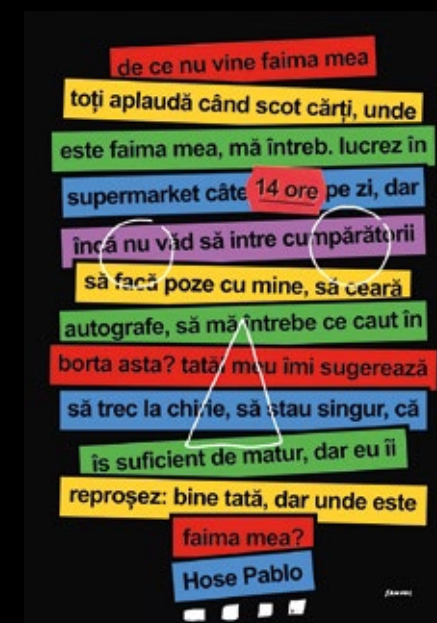 de ce nu vine faima mea
toți aplaudă când scot cărți, unde
este faima mea, mă întreb. lucrez în
supermarket câte 14 ore pe zi, dar
încă nu văd să intre cumpărătorii
să facă poze cu mine, să ceară
autografe, să mă întrebe ce caut în
borta asta? tatăl meu îmi sugerează
să trec la chirie, să stau singur, că
îs suficient de matur, dar eu îi
reproșez: bine tată, dar unde este
faima mea?
Hose Pablo